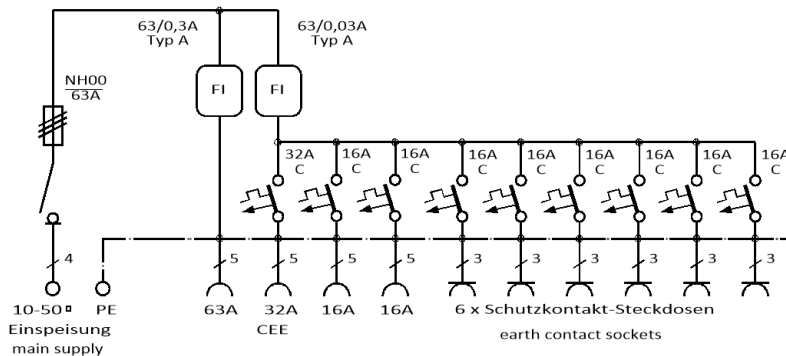 63/0,3A 63/0,03A
Typ A Typ A
NH00
63A
FI FI
32A 16A 16A 16A 16A 16A 16A 16A 16A
C C C C C C C C C
4 5 5 5 5 3 3 3 3 3 3
10-50 PE 63A 32A 16A 16A 6 x Schutzkontakt-Steckdosen
Einspeisung CEE earth contact sockets
main supply